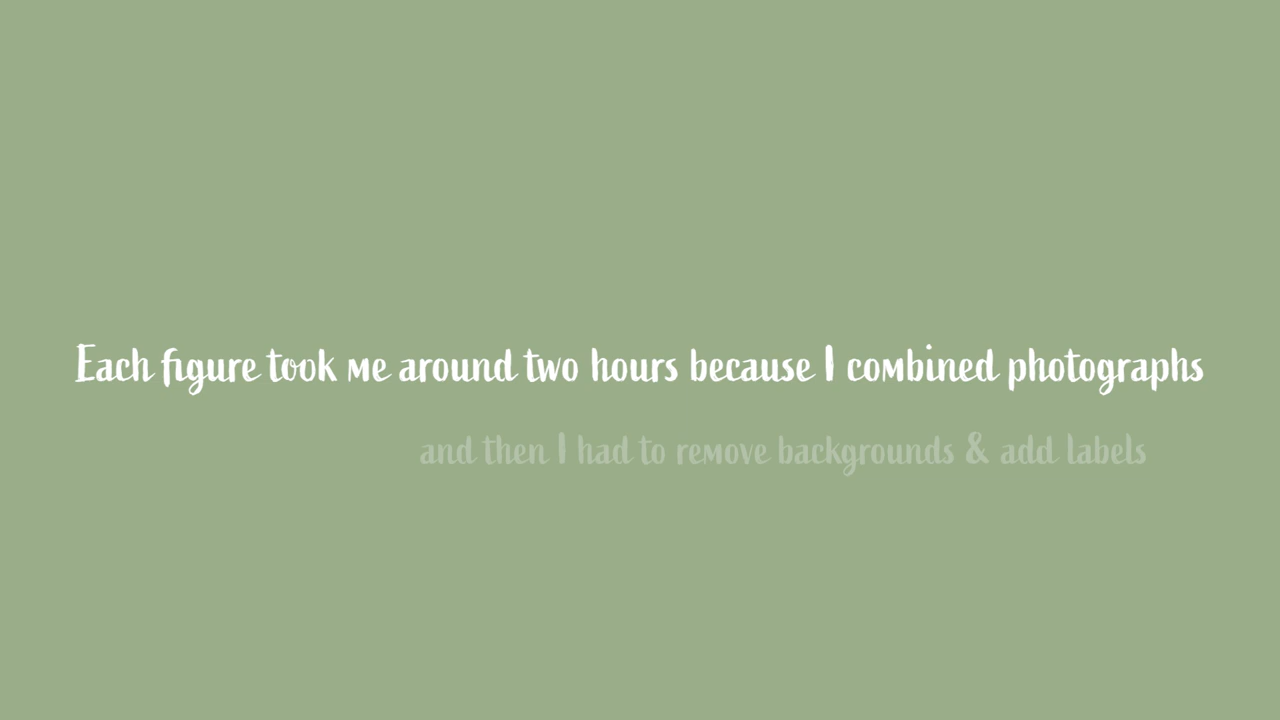 Each figure took me around two hours because I combined photographs
and then I had to remove backgrounds & add labels